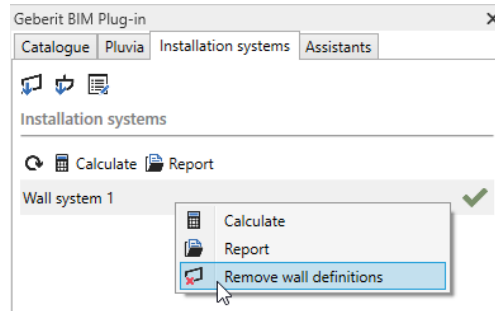 Geberit BIM Plug-in
Catalogue Pluvia Installation systems Assistants
Installation systems
Calculate Report
Wall system 1
Calculate
Report
Remove wall definitions